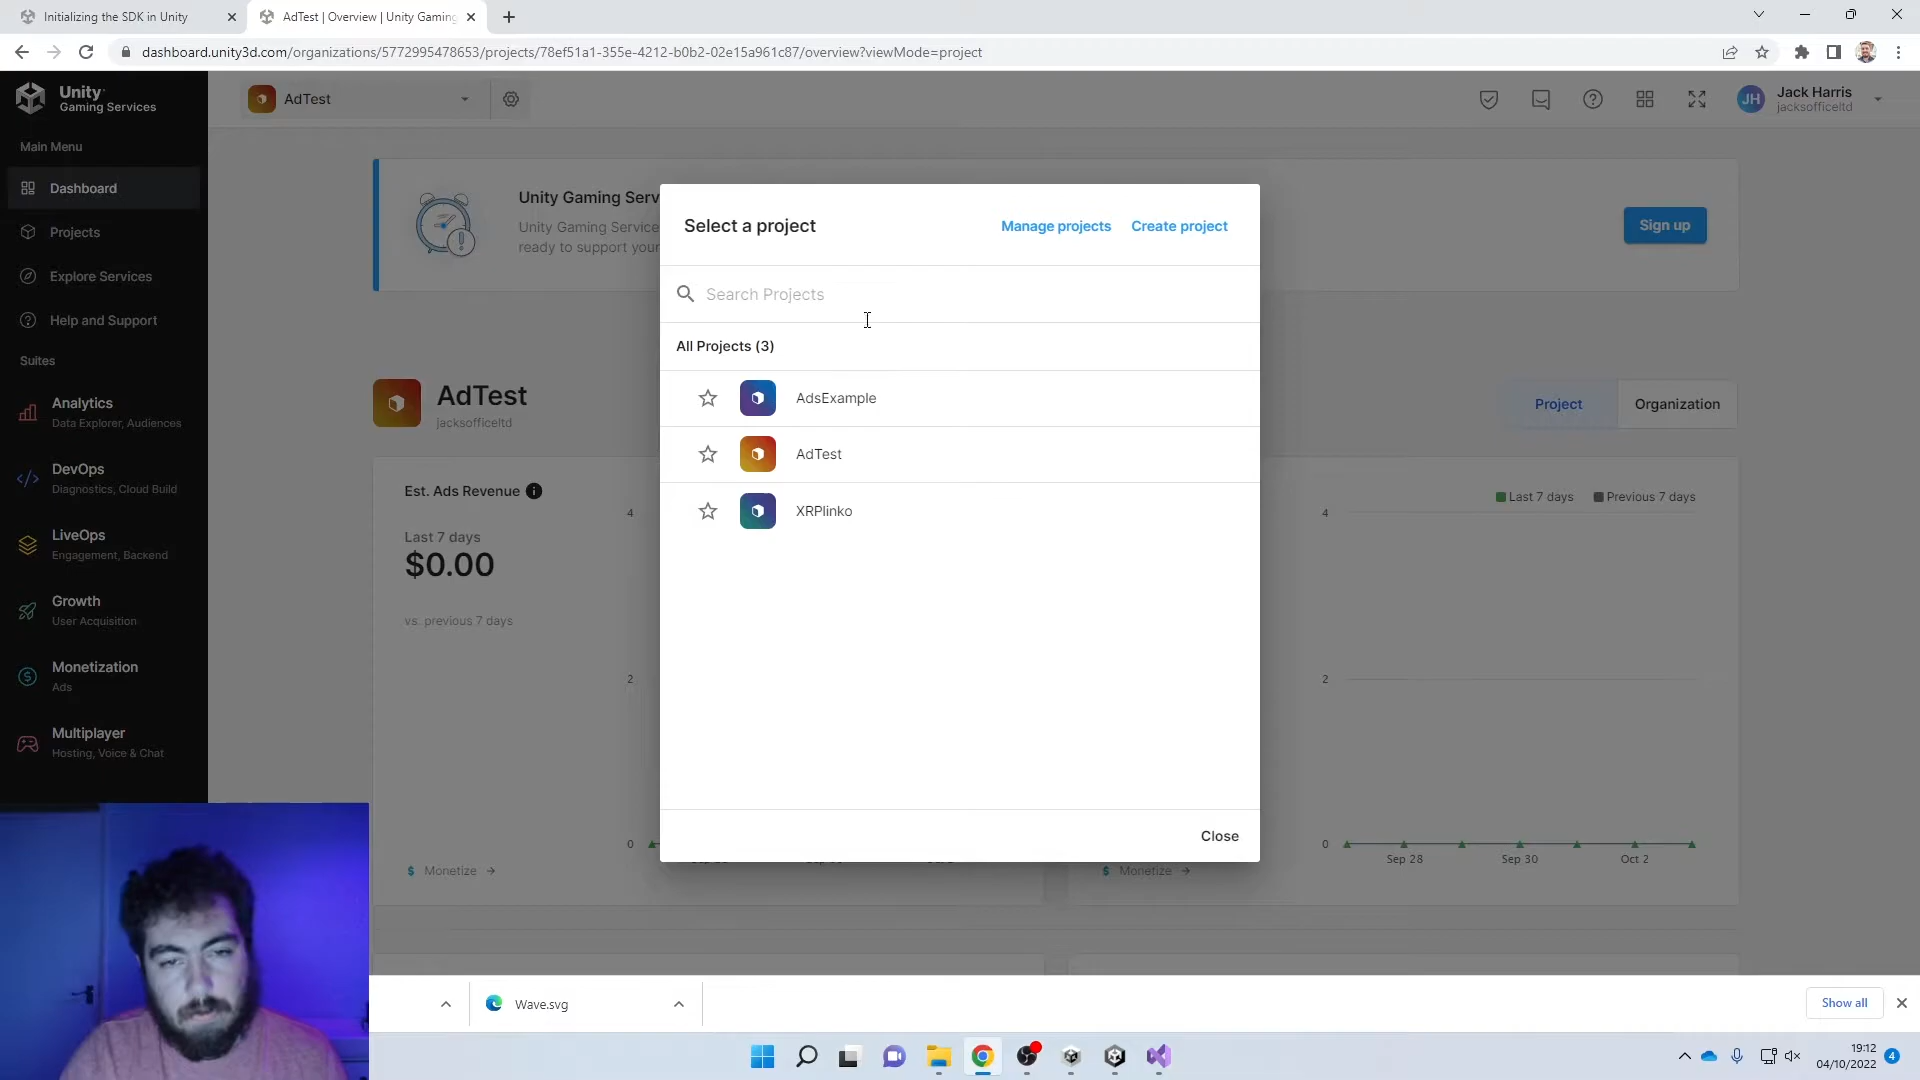 Initializing the SDK in Unity
AdTest | Overview | Unity Gaming
dashboard.unity3d.com/organizations/5772995478653/projects/78ef51a1-355e-4212-b0b2-02e15a961c87/overview?viewMode=project
Unity
Gaming Services
AdTest
JH
Jack Harris
jacksofficeltd
Main Menu
Dashboard
Projects
Explore Services
Help and Support
Suites
Analytics
Data Explorer, Audiences
DevOps
Diagnostics, Cloud Build
LiveOps
Engagement, Backend
Growth
User Acquisition
Monetization
Ads
Multiplayer
Hosting, Voice & Chat
Unity Gaming Serv
Unity Gaming Service
ready to support your
Sign up
AdTest
jacksofficeltd
Project
Organization
Est. Ads Revenue
Last 7 days
$0.00
vs. previous 7 days
4
2
0
Monetize
Select a project
Manage projects
Create project
Search Projects
All Projects (3)
AdsExample
AdTest
XRPlinko
Close
Last 7 days
Previous 7 days
4
2
0
Sep 28
Sep 30
Oct 2
Monetize
Wave.svg
Show all
19:12
04/10/2022
4